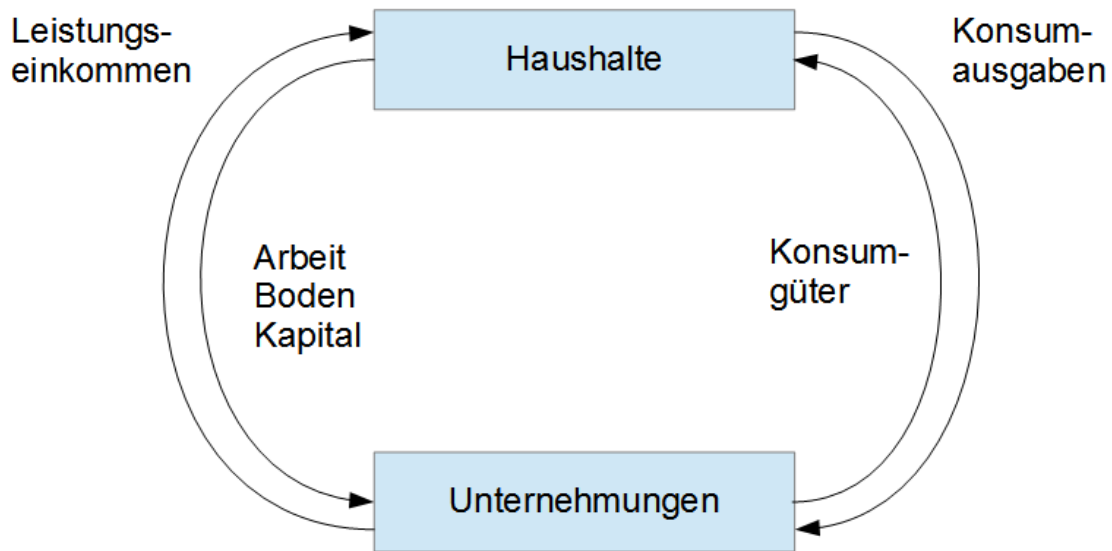 Leistungs-
einkommen
Haushalte
Konsum-
ausgaben
Arbeit
Boden
Kapital
Konsum-
güter
Unternehmungen